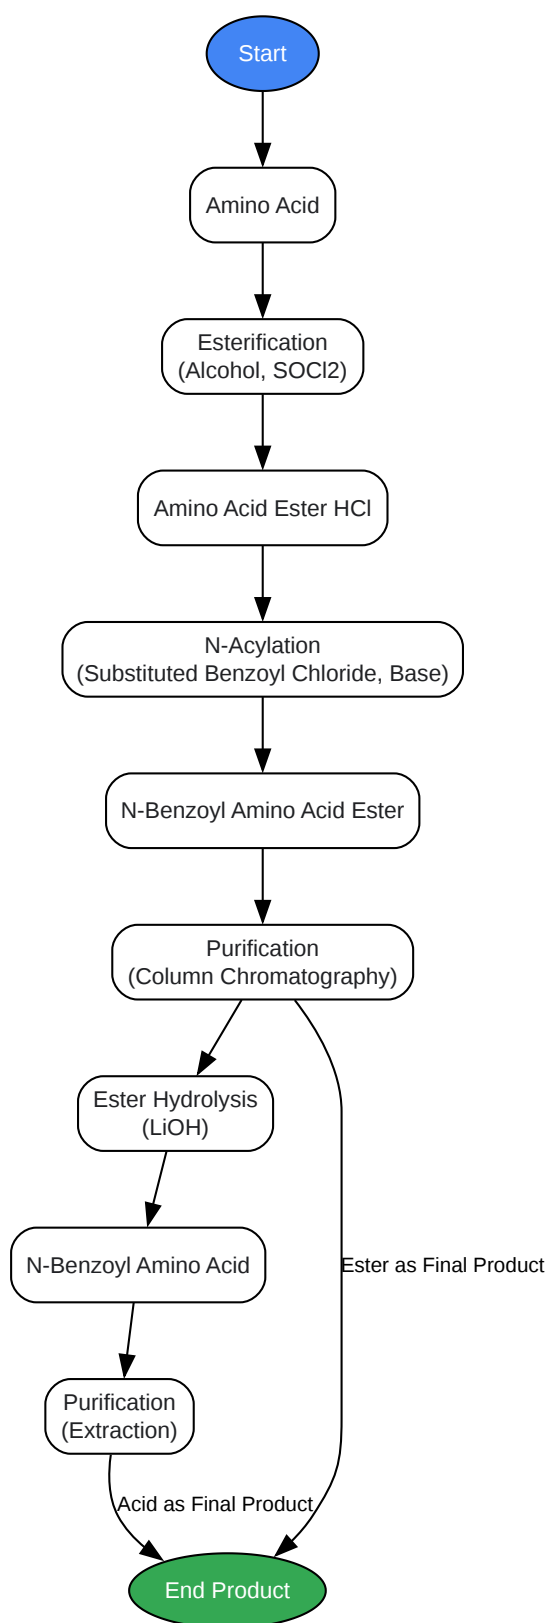 Start
Amino Acid
Esterification
(Alcohol, SOCl2)
Amino Acid Ester HCl
N-Acylation
(Substituted Benzoyl Chloride, Base)
N-Benzoyl Amino Acid Ester
Purification
(Column Chromatography)
Ester Hydrolysis
(LiOH)
N-Benzoyl Amino Acid
Ester as Final Product
Purification
(Extraction)
Acid as Final Product
End Product